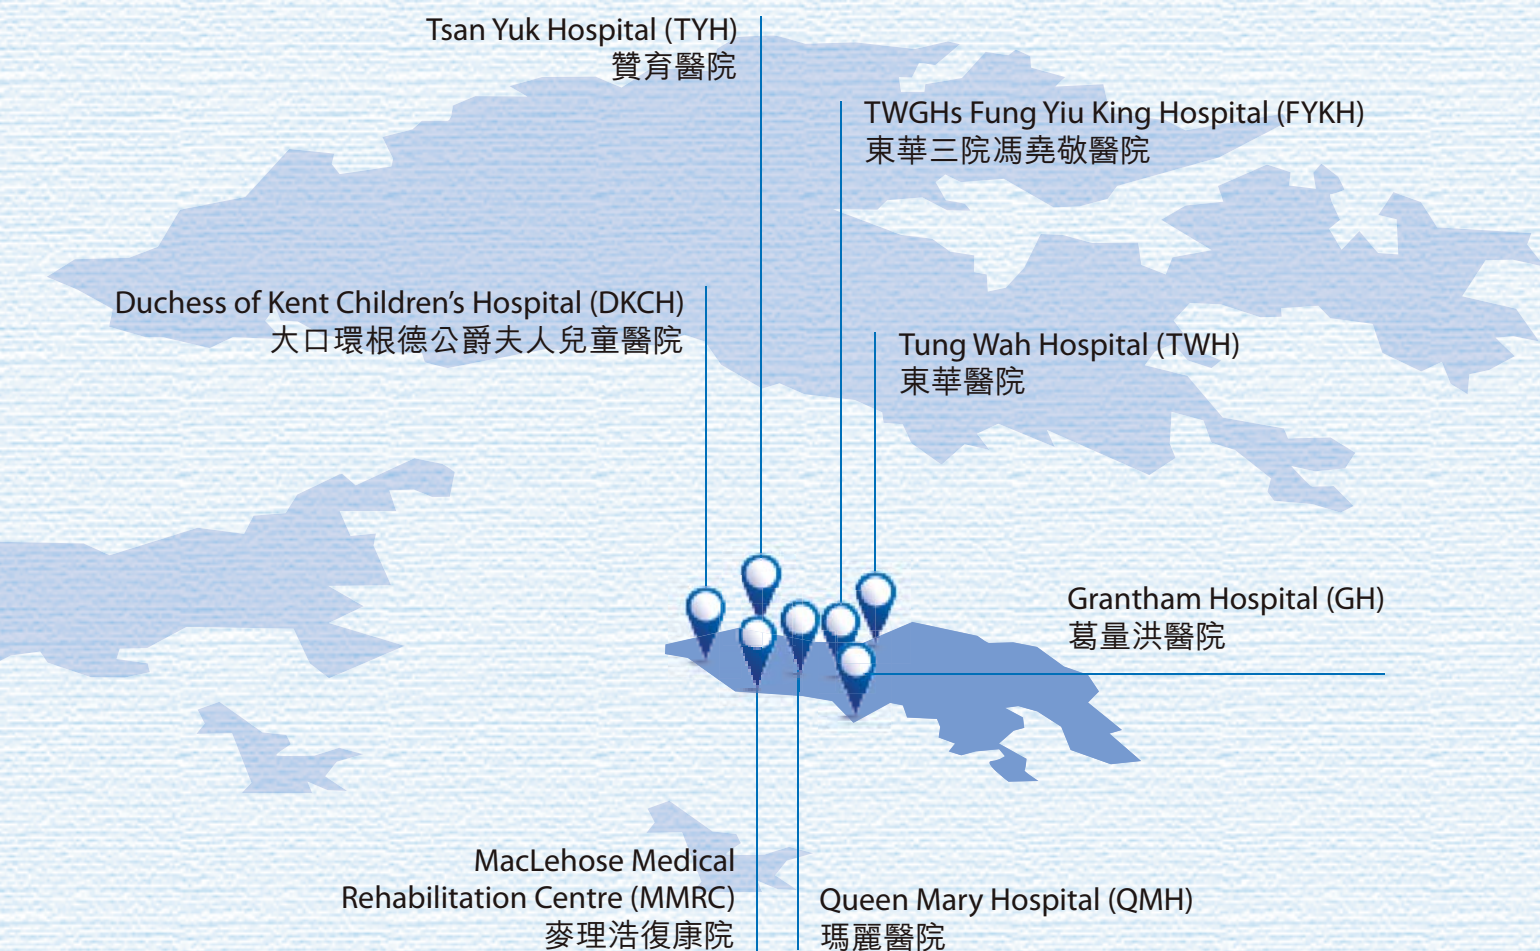 Tsan Yuk Hospital (TYH)
贊育醫院
TWGHs Fung Yiu King Hospital (FYKH)
東華三院馮堯敬醫院
Duchess of Kent Children’s Hospital (DKCH)
大口環根德公爵夫人兒童醫院
Tung Wah Hospital (TWH)
東華醫院
Grantham Hospital (GH)
葛量洪醫院
MacLehose Medical
Rehabilitation Centre (MMRC)
麥理浩復康院
Queen Mary Hospital (QMH)
瑪麗醫院